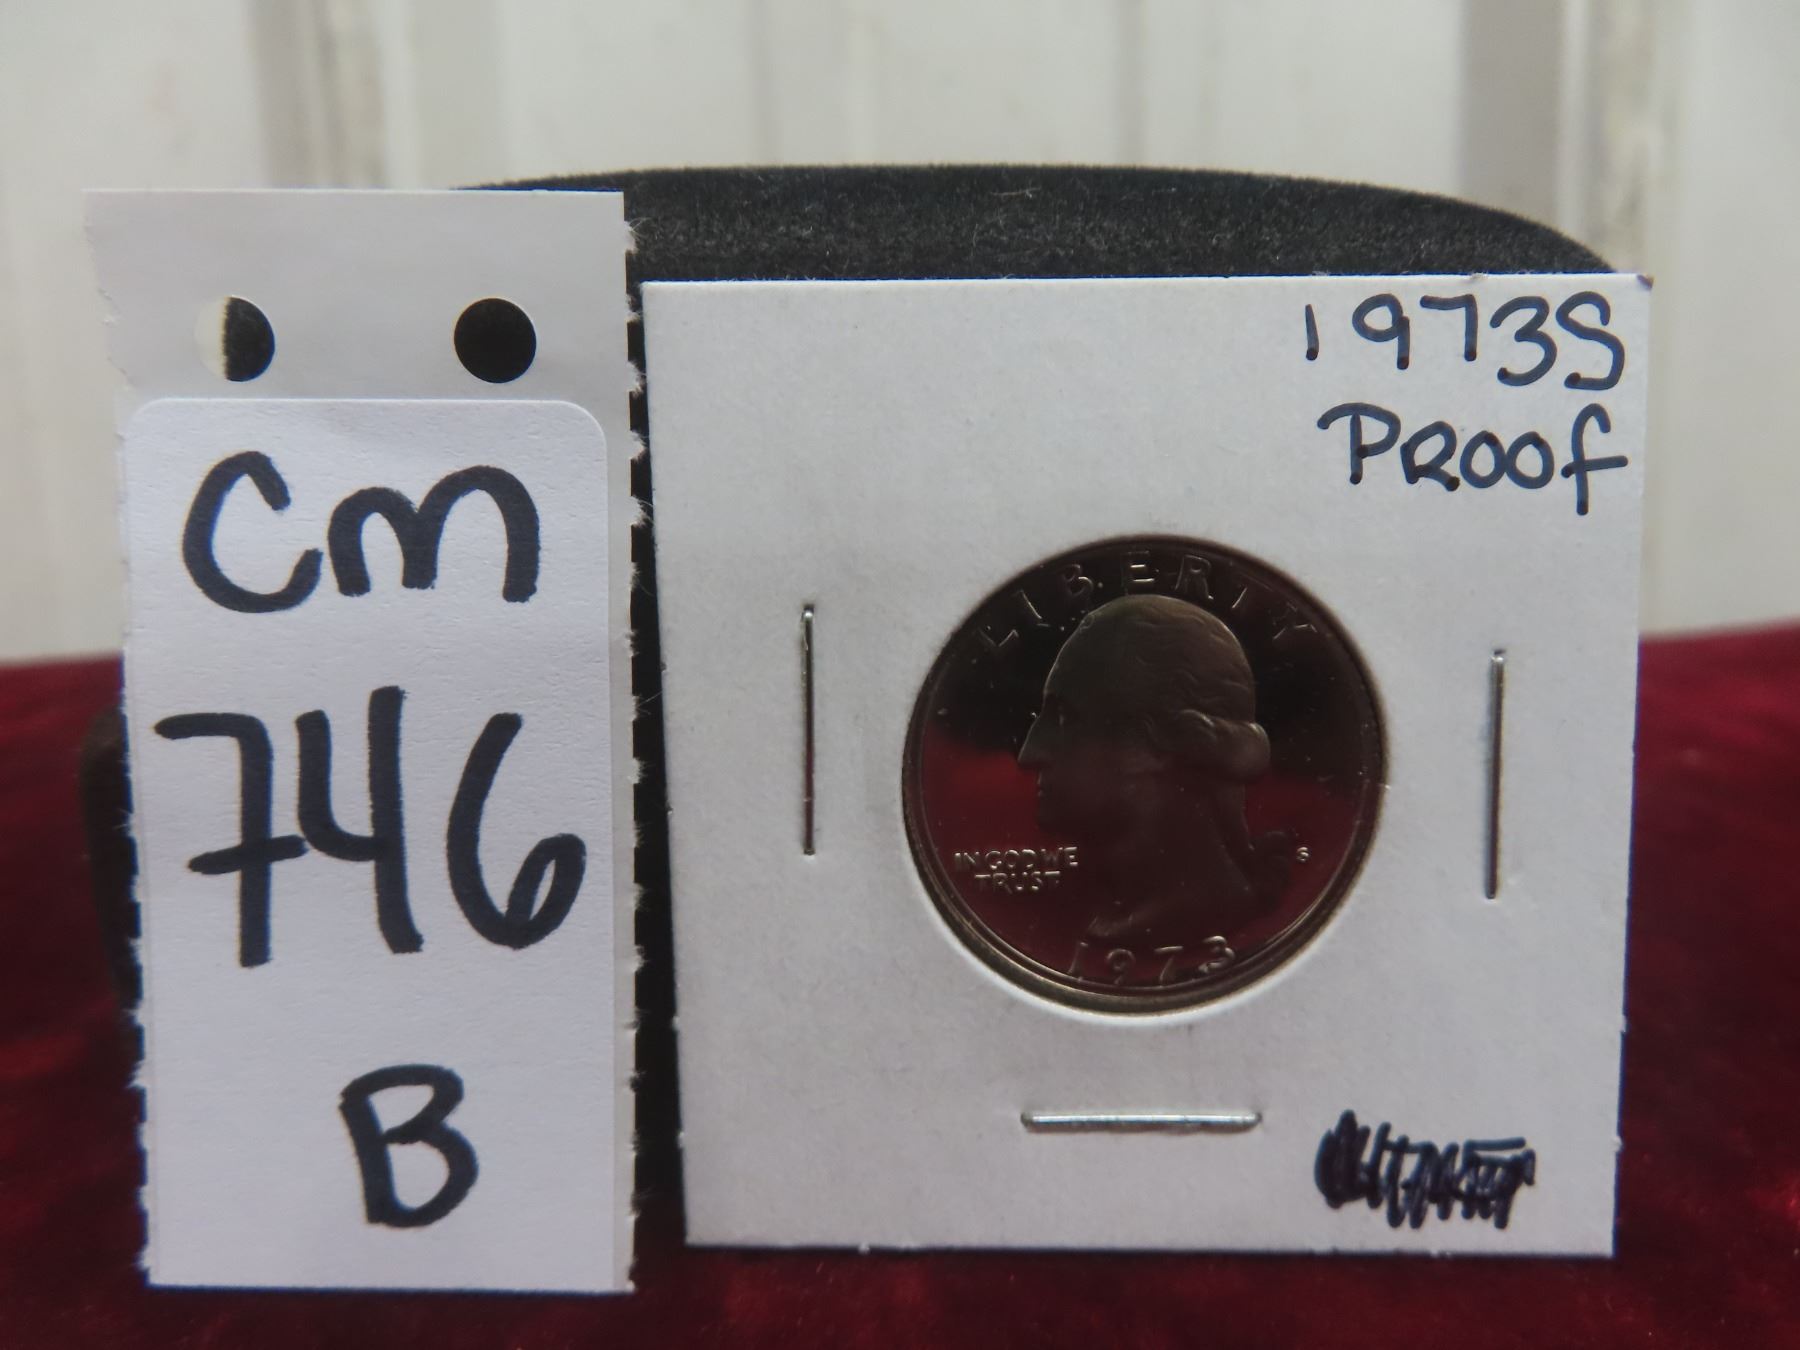 Cm
746
B
1973S
PROOf
LIBERTY
IN GOD WE
TRUST
S
1973